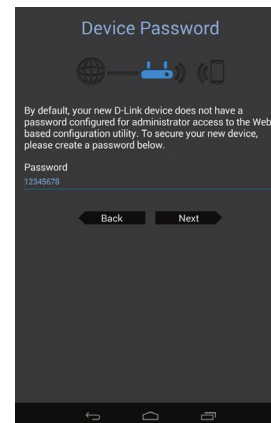 Device Password
By default, your new D-Link device does not have a
password configured for administrator access to the Web
based configuration utility. To secure your new device,
please create a password below.
Password
12345678
Back Next